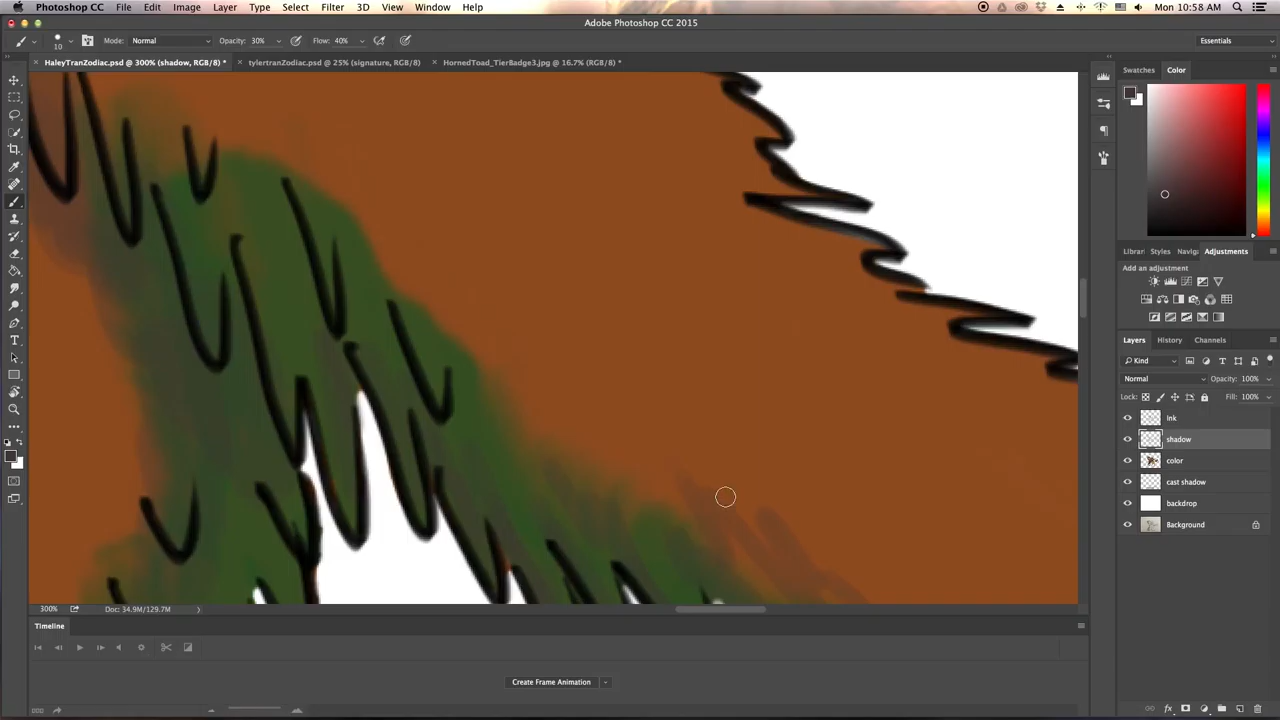 Photoshop CC File Edit Image Layer Type Select Filter 3D View Window Help Mon 10:58 AM
Adobe Photoshop CC 2015
10 Mode: Normal Opacity: 30% Flow: 40% Essentials
HaleyTranZodiac.psd @ 300% (shadow, RGB/8) * tylertranZodiac.psd @ 25% (signature, RGB/8) HornedToad_TierBadge3.jpg @ 16.7% (RGB/8) *
Swatches Color
Librar Styles Navig Adjustments
Add an adjustment
Layers History Channels
Kind
Normal Opacity: 100%
Lock: Fill: 100%
Ink
shadow
color
cast shadow
backdrop
Background
300% Doc: 34.9M/129.7M
Timeline
Create Frame Animation